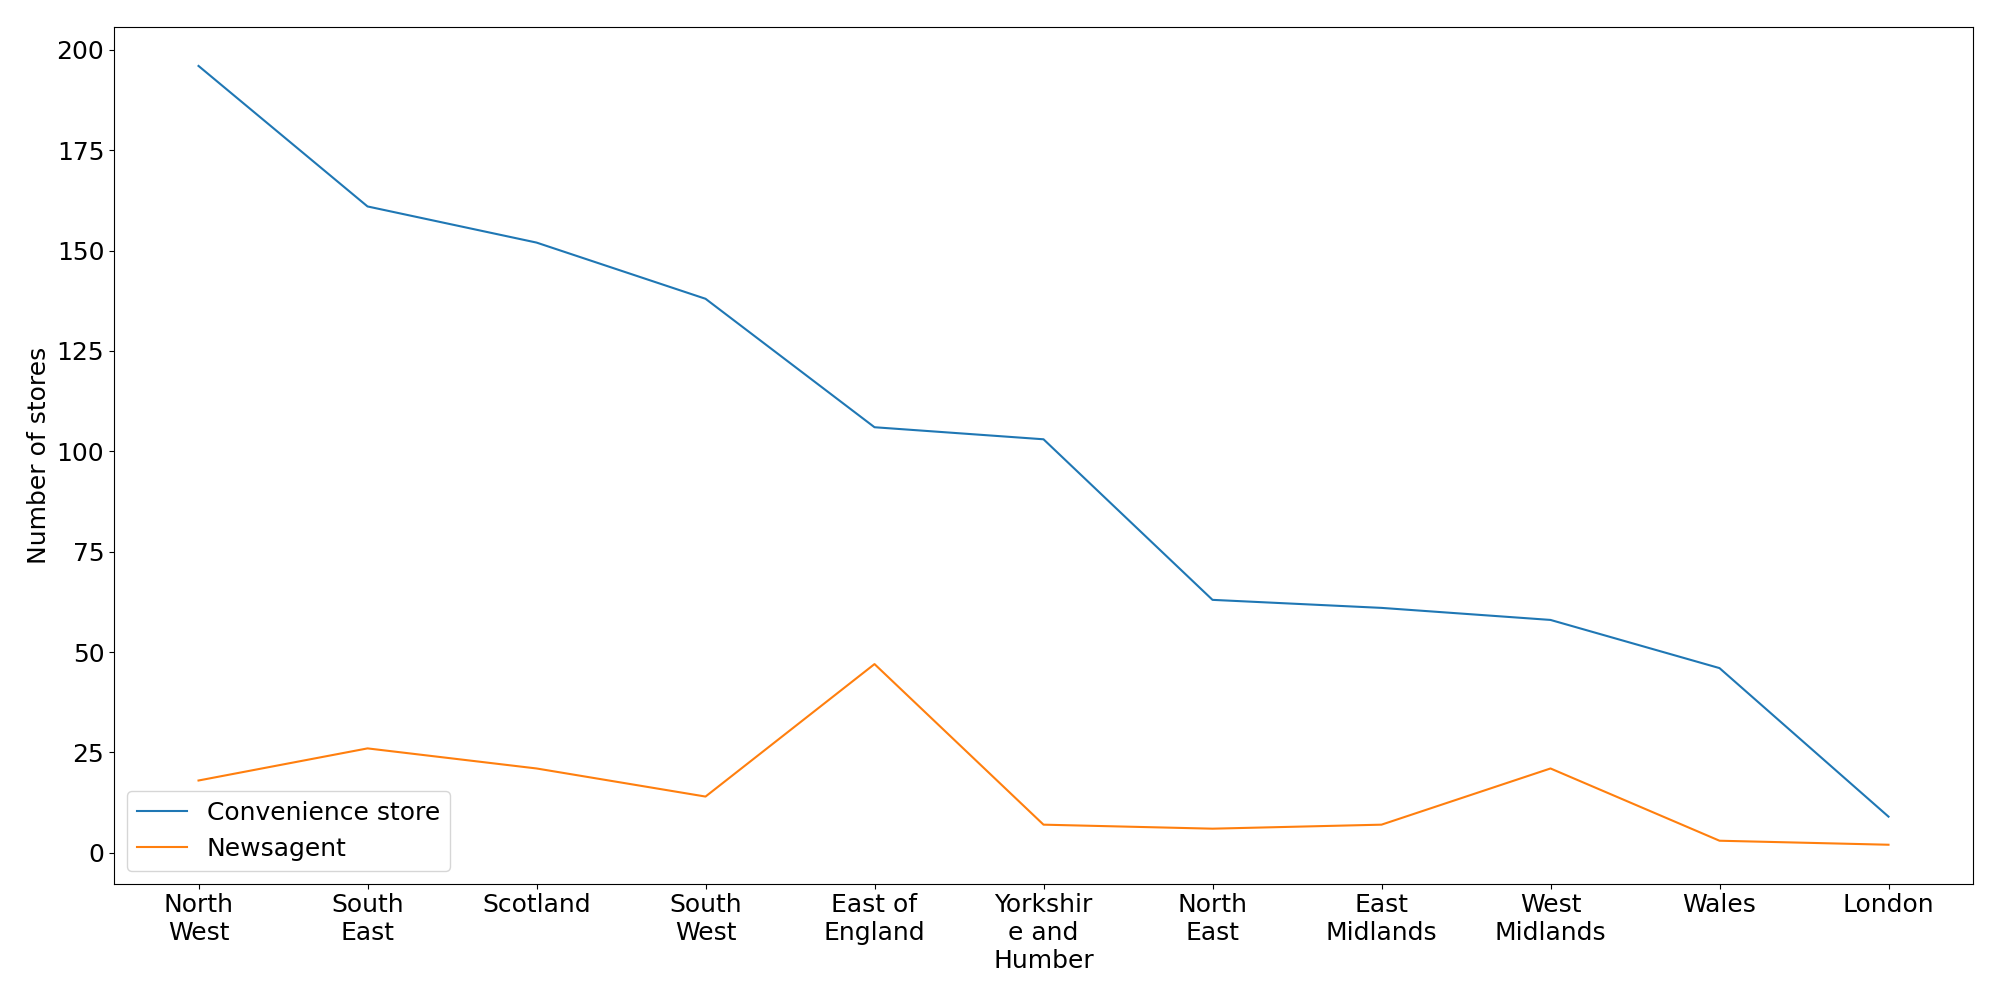 200
175
150
125
100
75
50
25
0
Number of stores
Convenience store
Newsagent
North
West
South
East
Scotland
South
West
East of
England
Yorkshir
e and
Humber
North
East
East
Midlands
West
Midlands
Wales
London